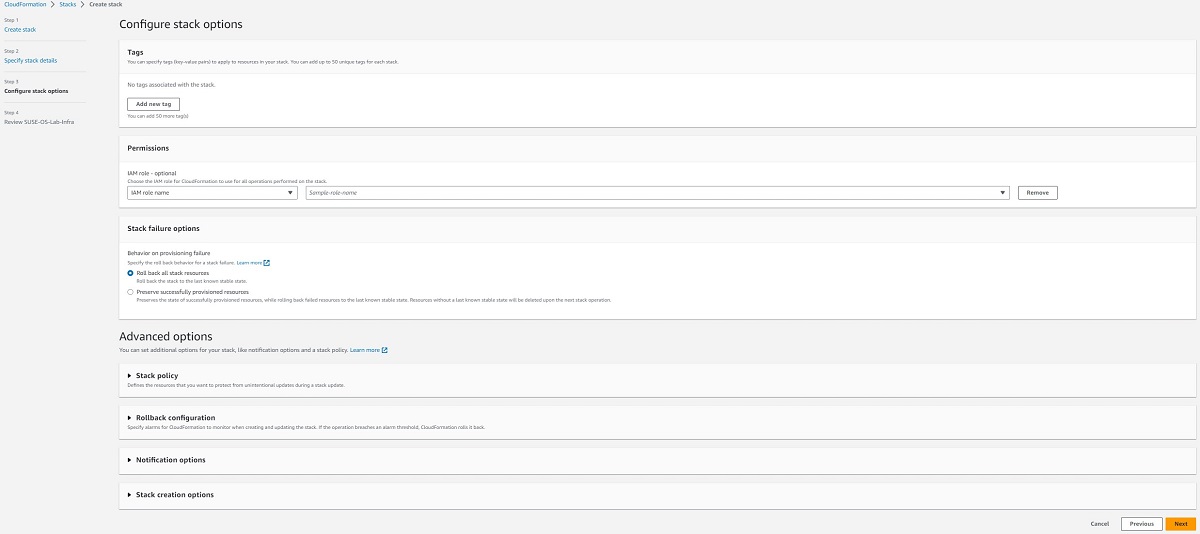 CloudFormation > Stacks > Create stack
Step 1
Create stack
Step 2
Specify stack details
Step 3
Configure stack options
Step 4
Review SUSE-OS-Lab-Infra
Configure stack options
Tags
You can specify tags (key-value pairs) to apply to resources in your stack. You can add up to 50 unique tags for each stack.
No tags associated with the stack.
Add new tag
You can add 50 more tag(s)
Permissions
IAM role - optional
Choose the IAM role for CloudFormation to use for all operations performed on the stack.
IAM role name
Sample-role-name
Remove
Stack failure options
Behavior on provisioning failure
Specify the roll back behavior for a stack failure. Learn more
Roll back all stack resources
Roll back the stack to the last known stable state.
Preserve successfully provisioned resources
Preserves the state of successfully provisioned resources, while rolling back failed resources to the last known stable state. Resources without a last known stable state will be deleted upon the next stack operation.
Advanced options
You can set additional options for your stack, like notification options and a stack policy. Learn more
Stack policy
Defines the resources that you want to protect from unintentional updates during a stack update.
Rollback configuration
Specify alarms for CloudFormation to monitor when creating and updating the stack. If the operation breaches an alarm threshold, CloudFormation rolls it back.
Notification options
Stack creation options
Cancel
Previous
Next